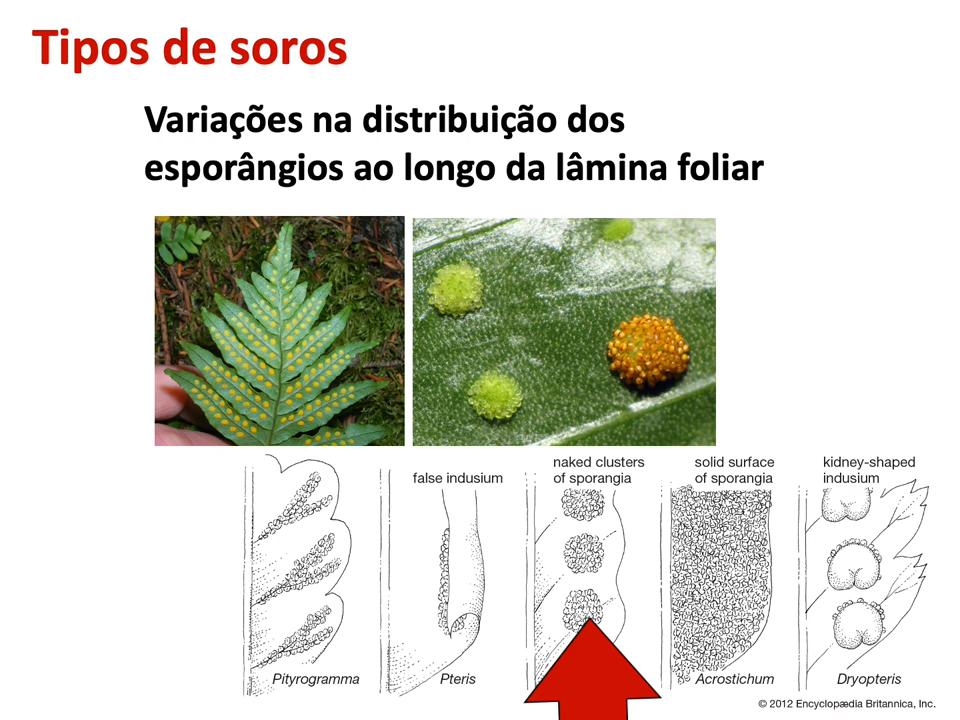 Tipos de soros
Variações na distribuição dos
esporângios ao longo da lâmina foliar
false indusium
naked clusters
of sporangia
solid surface
of sporangia
kidney-shaped
indusium
Pityrogramma
Pteris
Acrostichum
Dryopteris
© 2012 Encyclopædia Britannica, Inc.